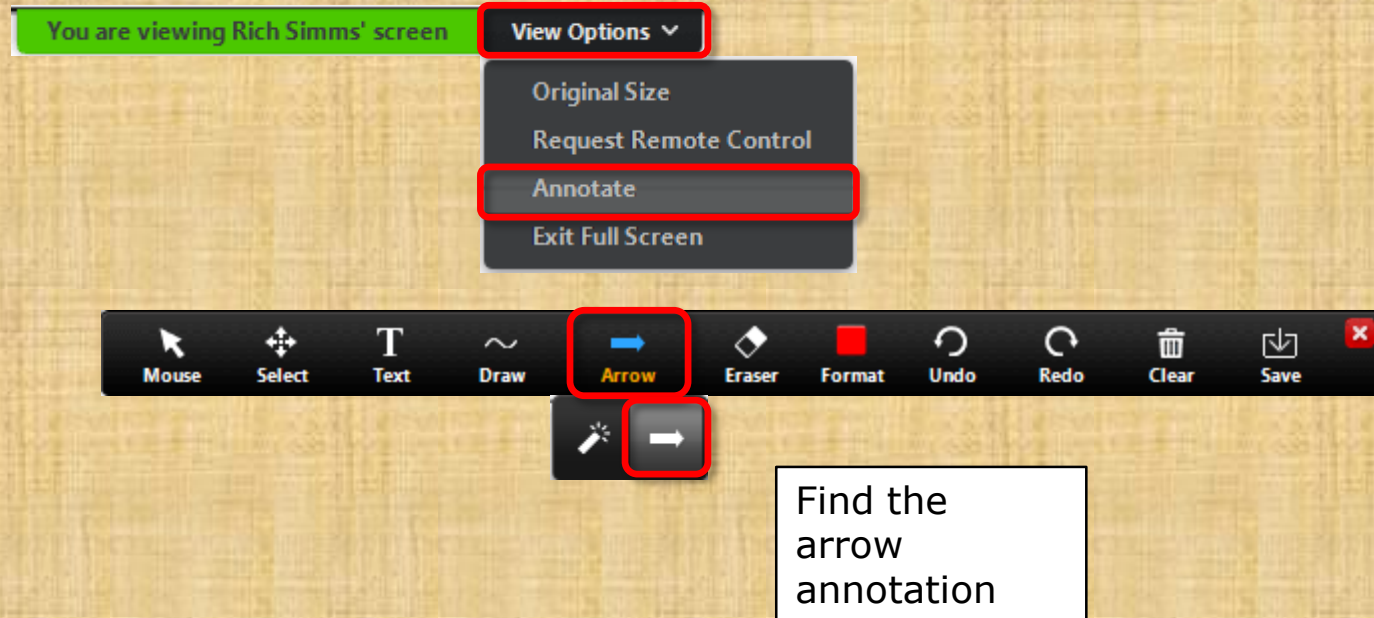 You are viewing Rich Simms' screen View Options
Original Size
Request Remote Control
Annotate
Exit Full Screen
Mouse Select Text Draw Arrow Eraser Format Undo Redo Clear Save
Find the
arrow
annotation